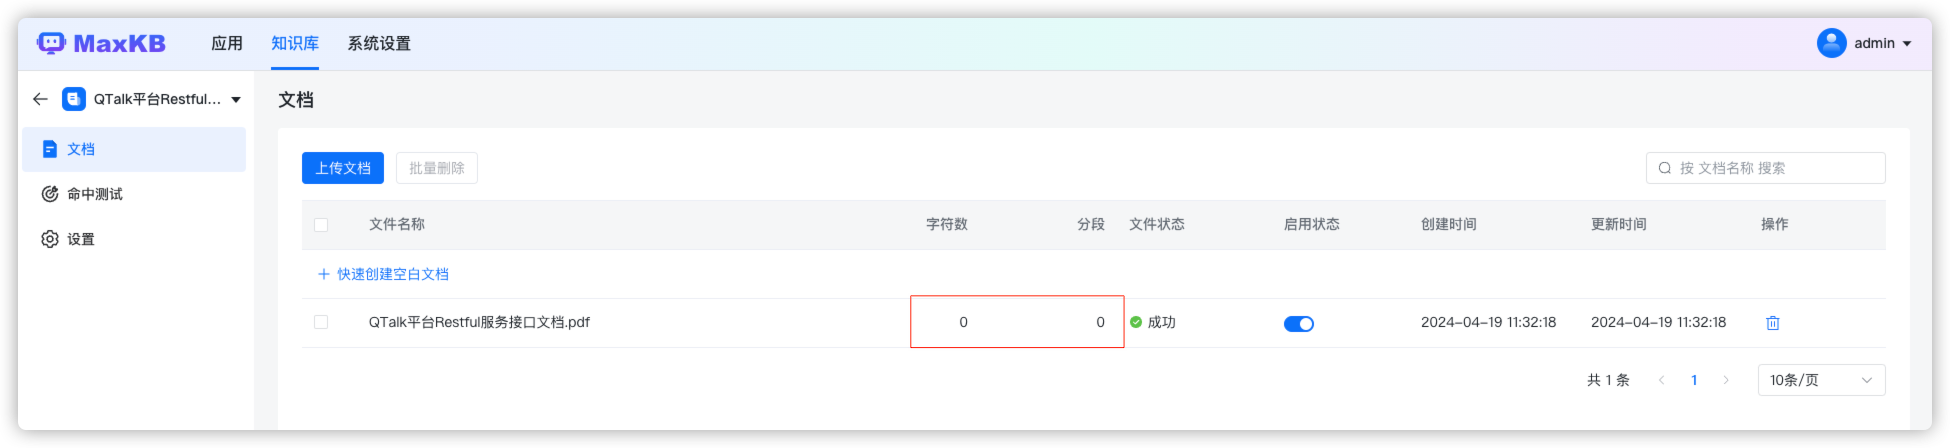 MaxKB 应用 知识库 系统设置 admin
QTalk平台Restful...
文档
命中测试
设置
文档
上传文档 批量删除 按 文档名称 搜索
文件名称 字符数 分段 文件状态 启用状态 创建时间 更新时间 操作
+ 快速创建空白文档
QTalk平台Restful服务接口文档.pdf 0 0 成功 2024-04-19 11:32:18 2024-04-19 11:32:18
共 1 条 < 1 > 10条/页